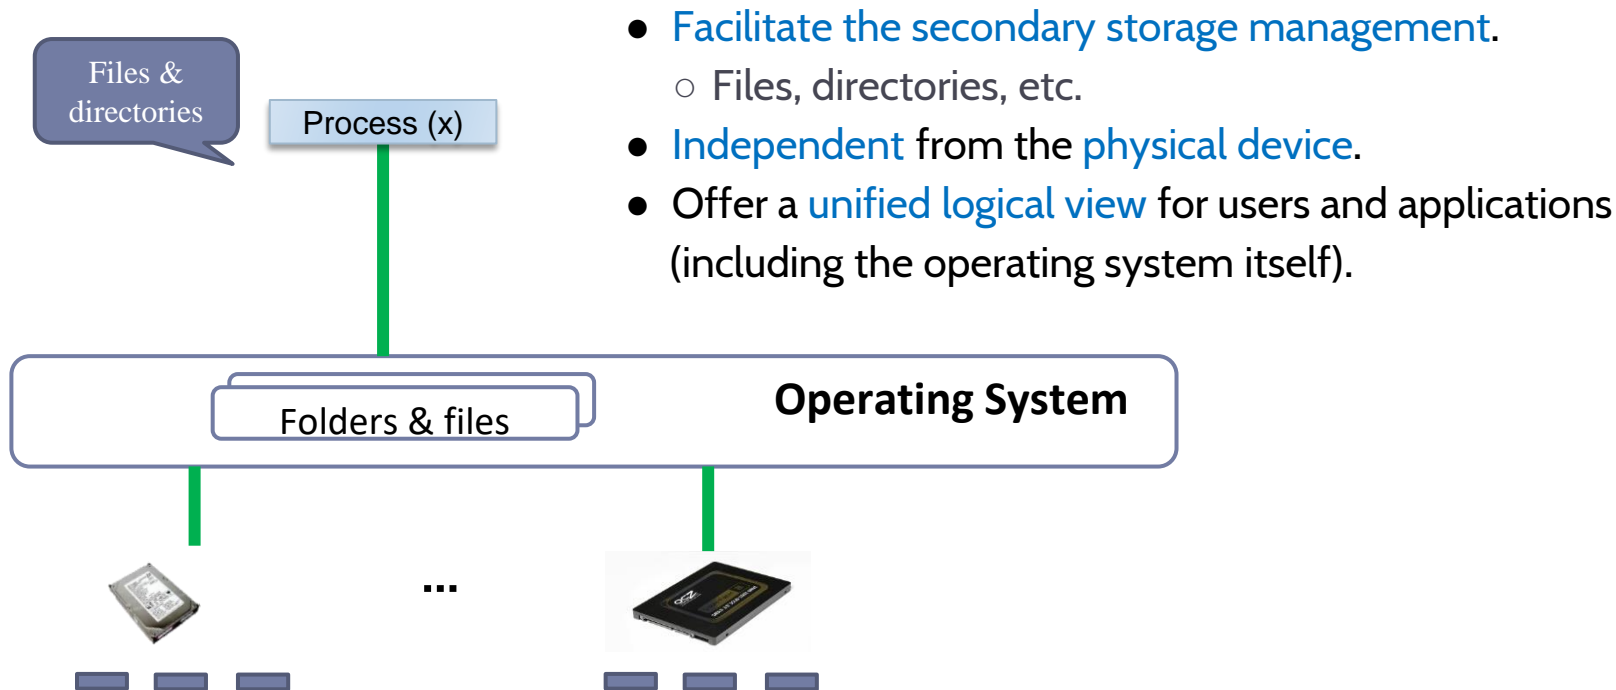 ● Facilitate the secondary storage management.
○ Files, directories, etc.
● Independent from the physical device.
● Offer a unified logical view for users and applications
(including the operating system itself).
Files &
directories
Process (x)
Operating System
Folders & files
...
OCZ